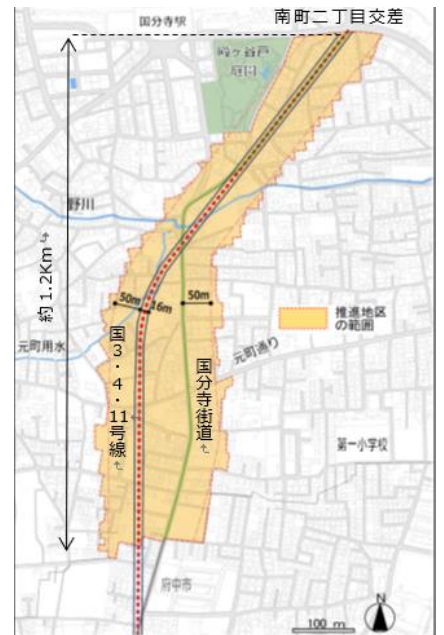 南町二丁目交差
国分寺駅
殿ヶ谷戸
庭園
野川
約1.2Km
50m
16m
50m
推進地区
の範囲
元町用水
元町通り
国3・4・11号線
国分寺街道
第一小学校
府中市
100 m
N